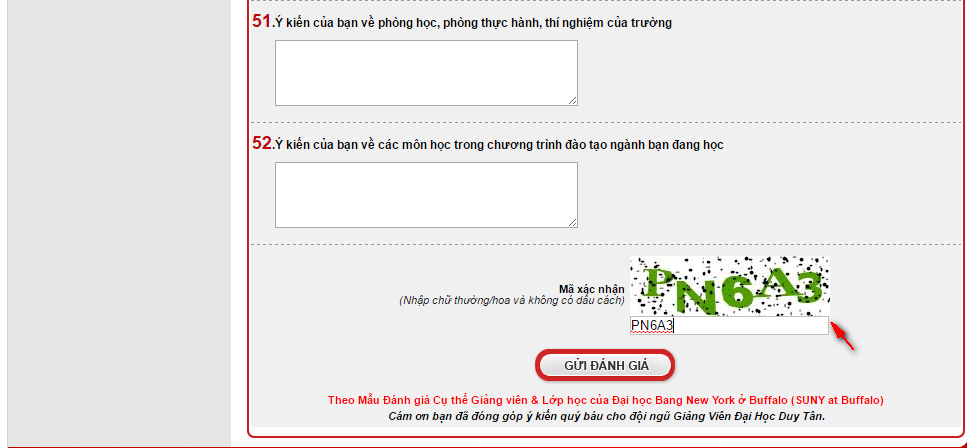 51.Ý kiến của bạn về phòng học, phòng thực hành, thí nghiệm của trường
52.Ý kiến của bạn về các môn học trong chương trình đào tạo ngành bạn đang học
PN6A3
Mã xác nhận
(Nhập chữ thường/hoa và không có dấu cách)
PN6A3
GỬI ĐÁNH GIÁ
Theo Mẫu Đánh giá Cụ thể Giảng viên & Lớp học của Đại học Bang New York ở Buffalo (SUNY at Buffalo)
Cảm ơn bạn đã đóng góp ý kiến quý báu cho đội ngũ Giảng Viên Đại Học Duy Tân.